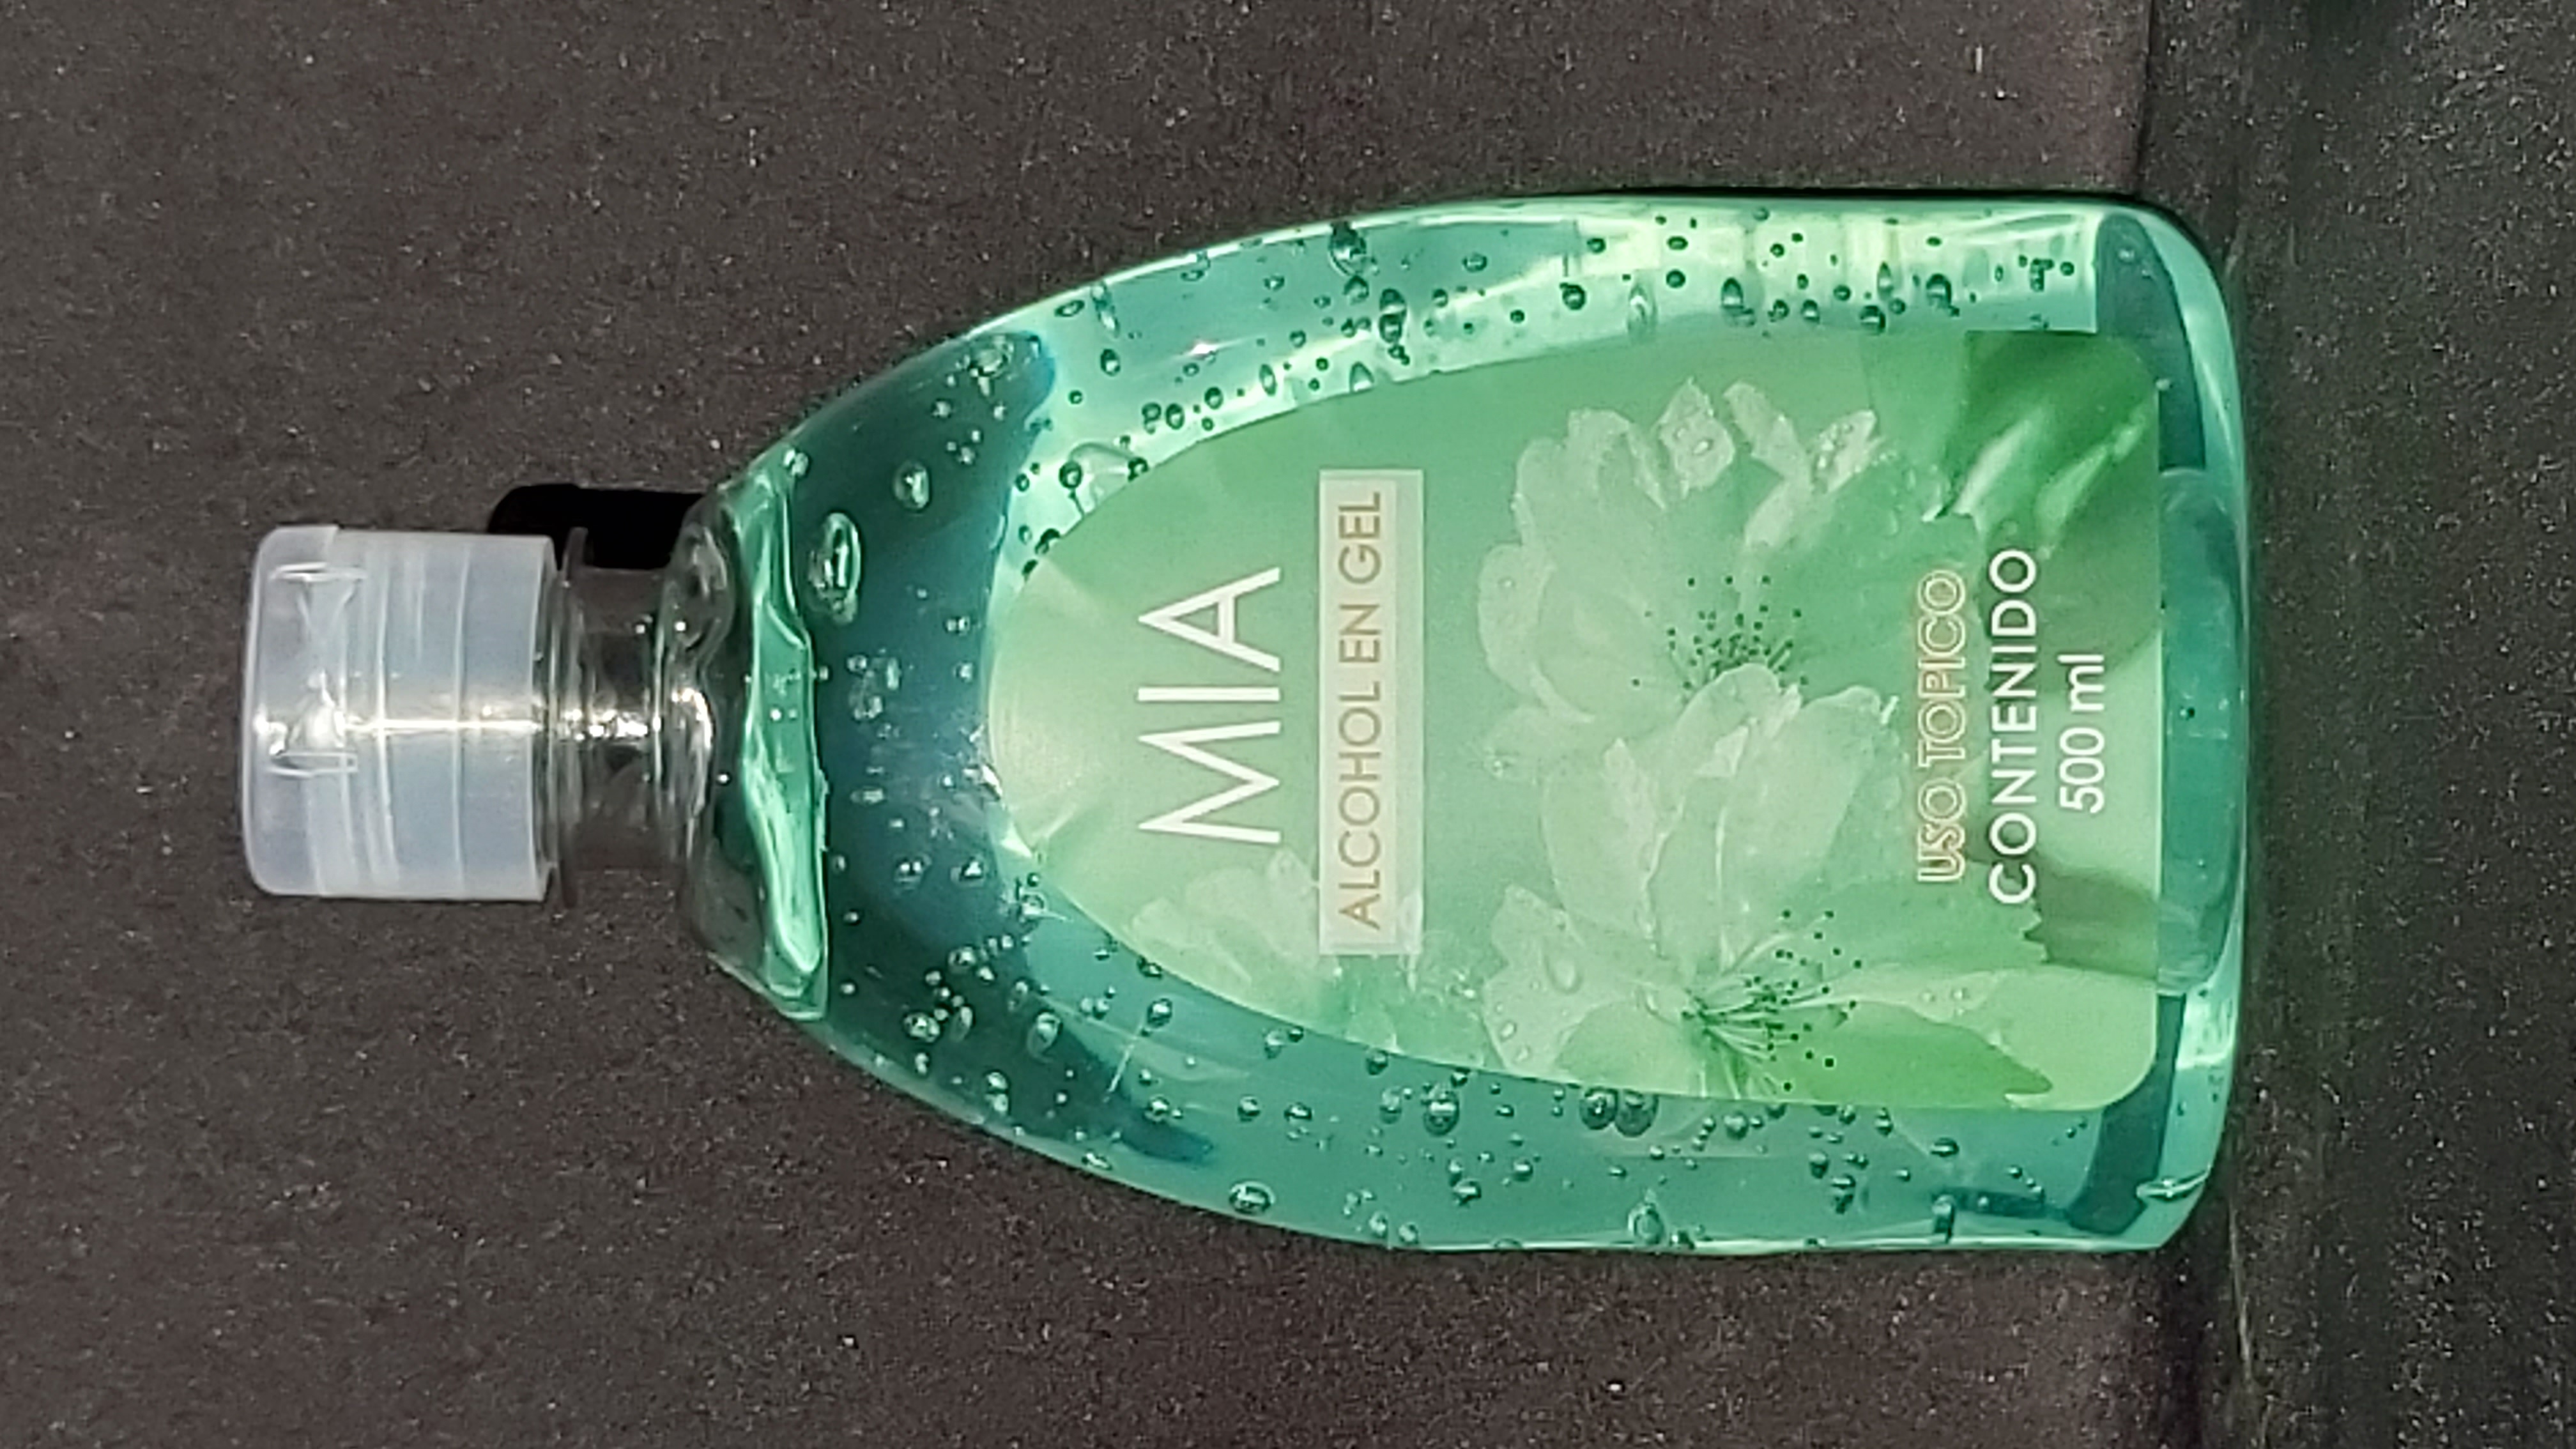 MIA
ALCOHOL EN GEL
USO TOPICO
CONTENIDO
500 ml